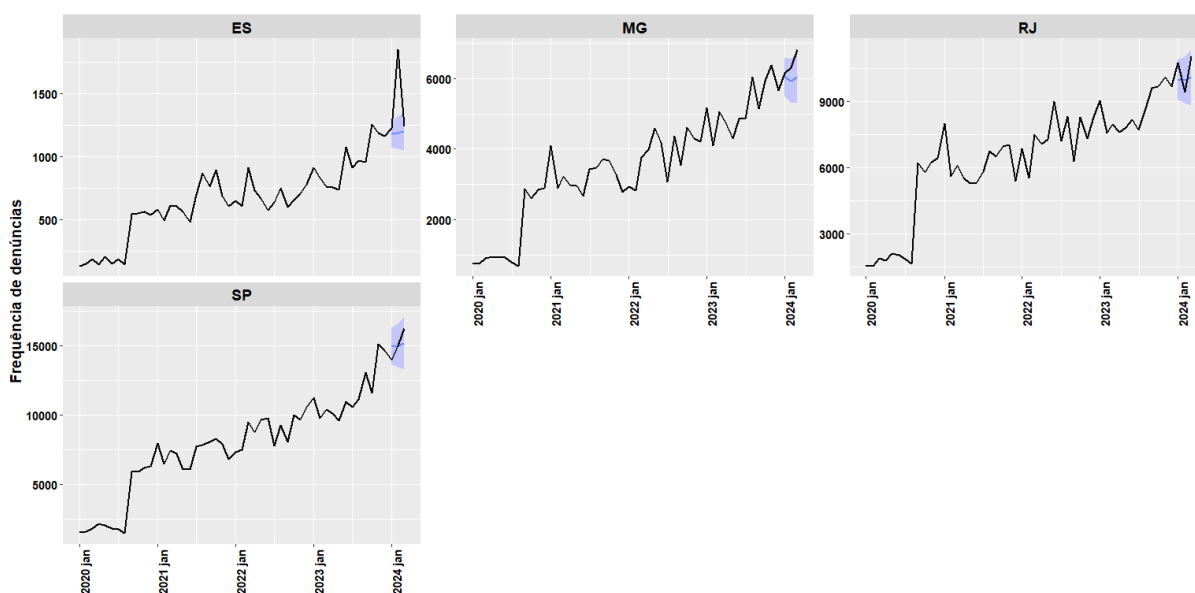 ES
MG
RJ
1500
1000
500
6000
4000
2000
9000
6000
3000
2020 jan
2021 jan
2022 jan
2023 jan
2024 jan
2020 jan
2021 jan
2022 jan
2023 jan
2024 jan
Frequência de denúncias
SP
15000
10000
5000
2020 jan
2021 jan
2022 jan
2023 jan
2024 jan